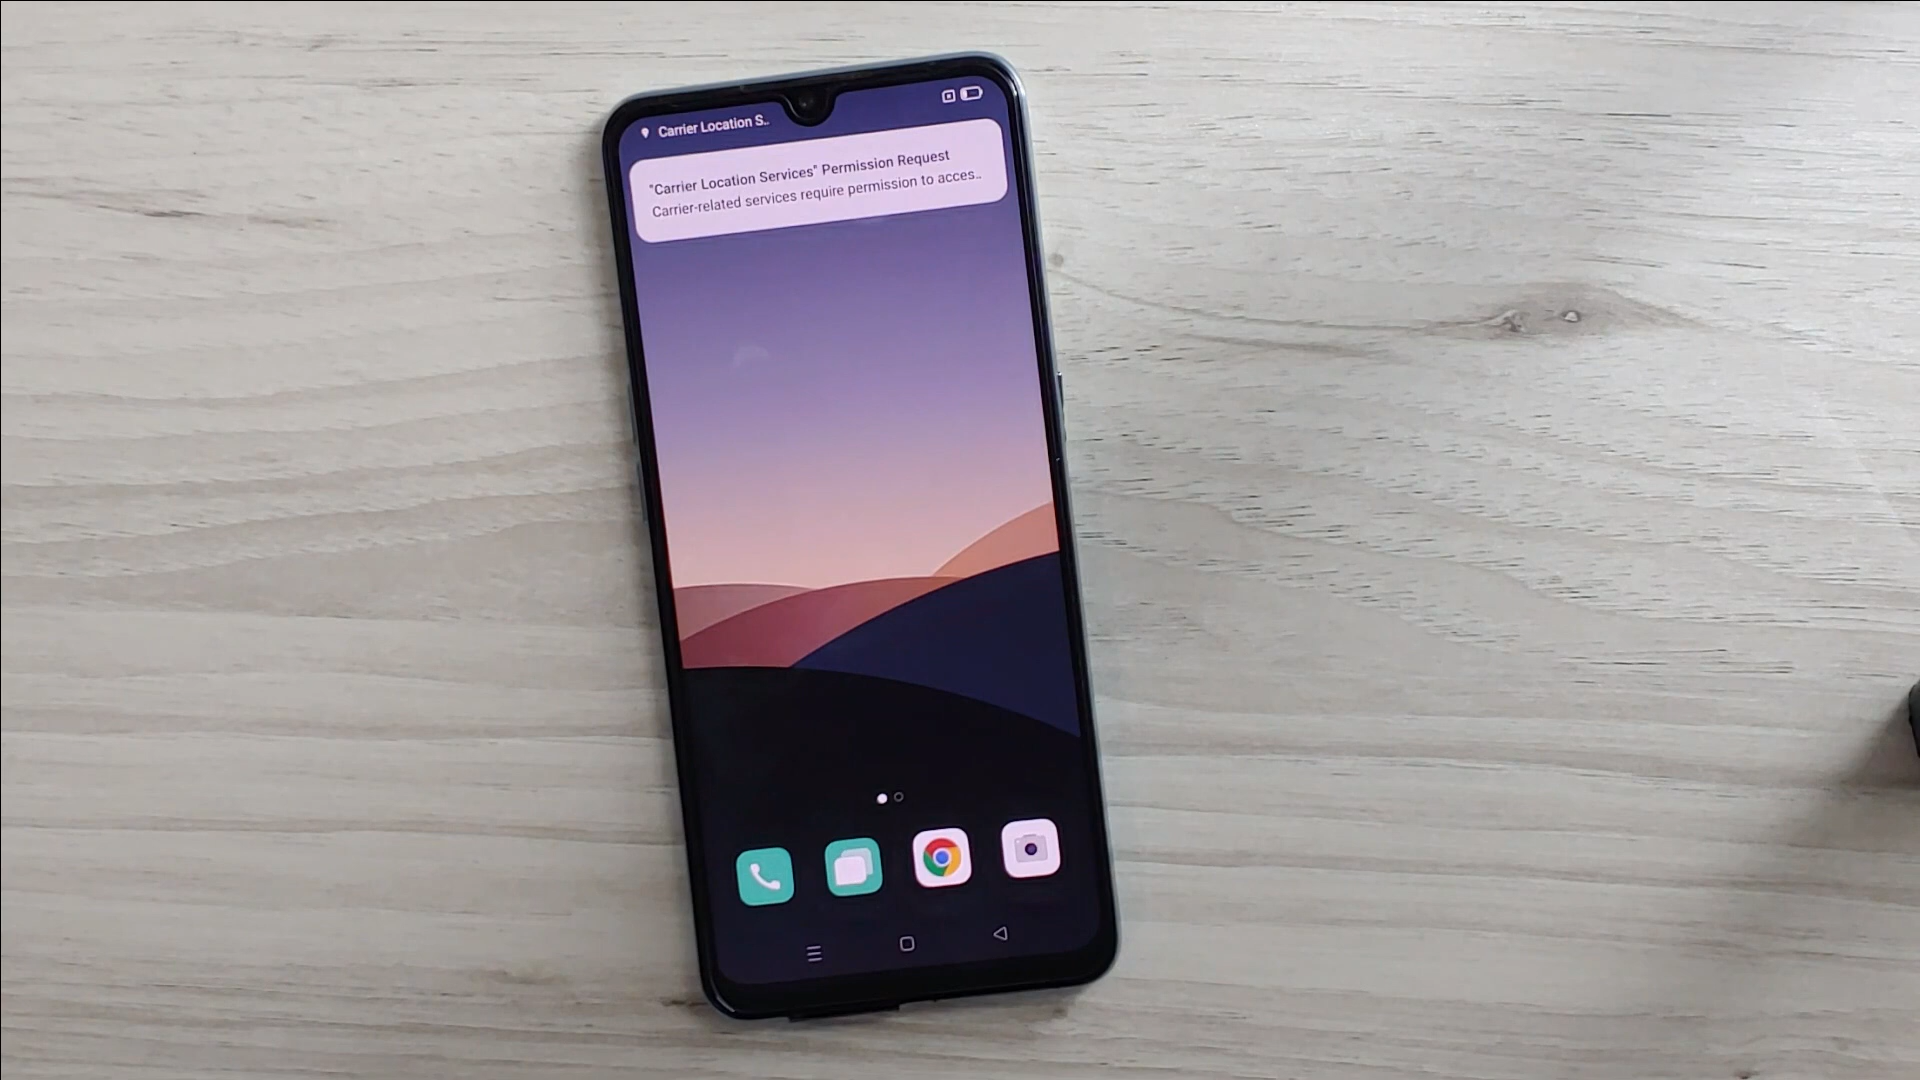 Carrier Location S..
"Carrier Location Services" Permission Request
Carrier-related services require permission to acces..